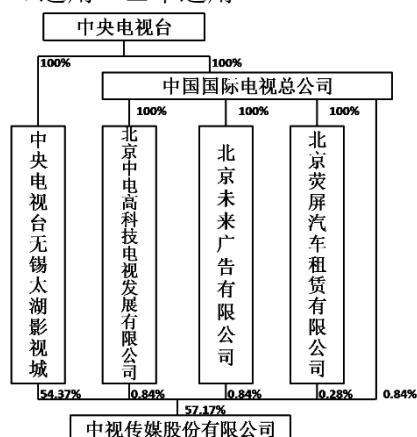 中央电视台
100%
100%
中国国际电视总公司
100%
100%
100%
中央电视台无锡太湖影视城
北京中电高科技电视发展有限公司
北京未来广告有限公司
北京荧屏汽车租赁有限公司
54.37%
0.84%
0.84%
0.28%
0.84%
57.17%
中视传媒股份有限公司